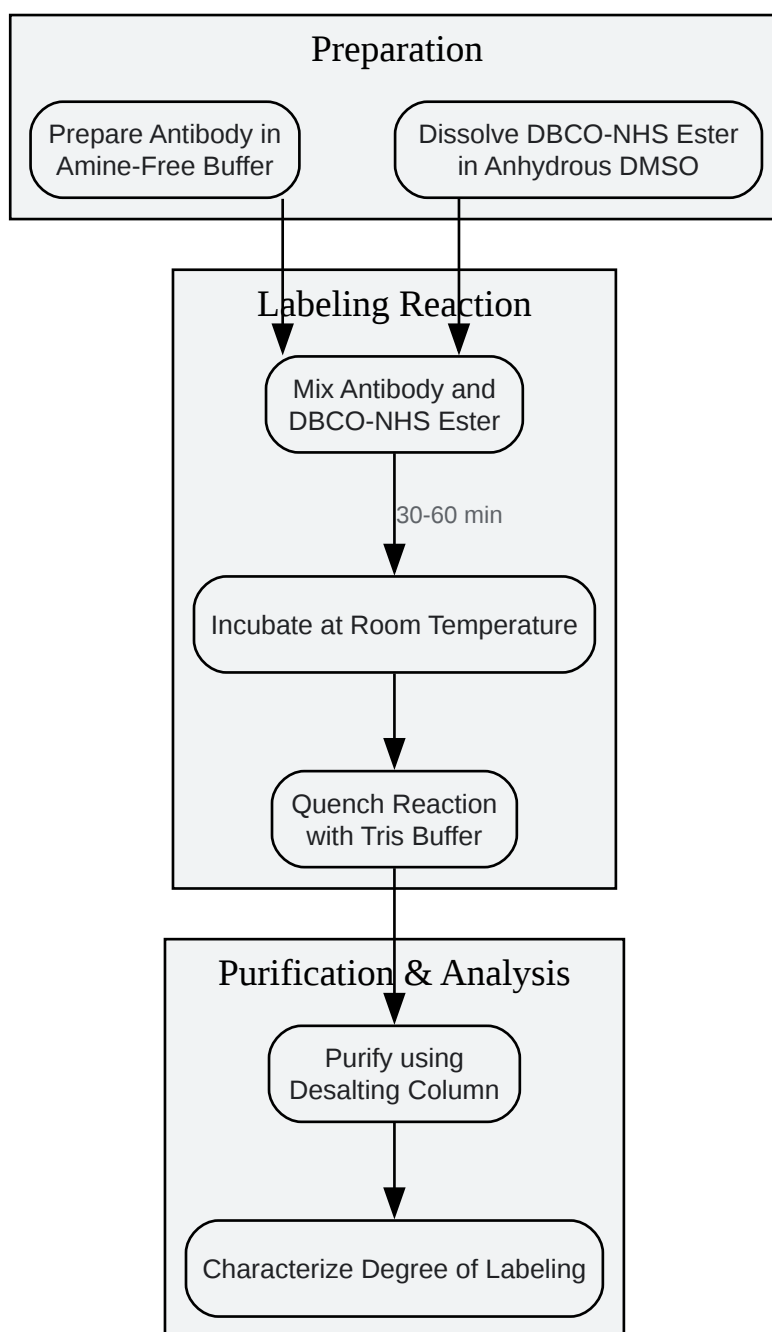 Preparation
Prepare Antibody in
Amine-Free Buffer
Dissolve DBCO-NHS Ester
in Anhydrous DMSO
Labeling Reaction
Mix Antibody and
DBCO-NHS Ester
30-60 min
Incubate at Room Temperature
Quench Reaction
with Tris Buffer
Purification & Analysis
Purify using
Desalting Column
Characterize Degree of Labeling